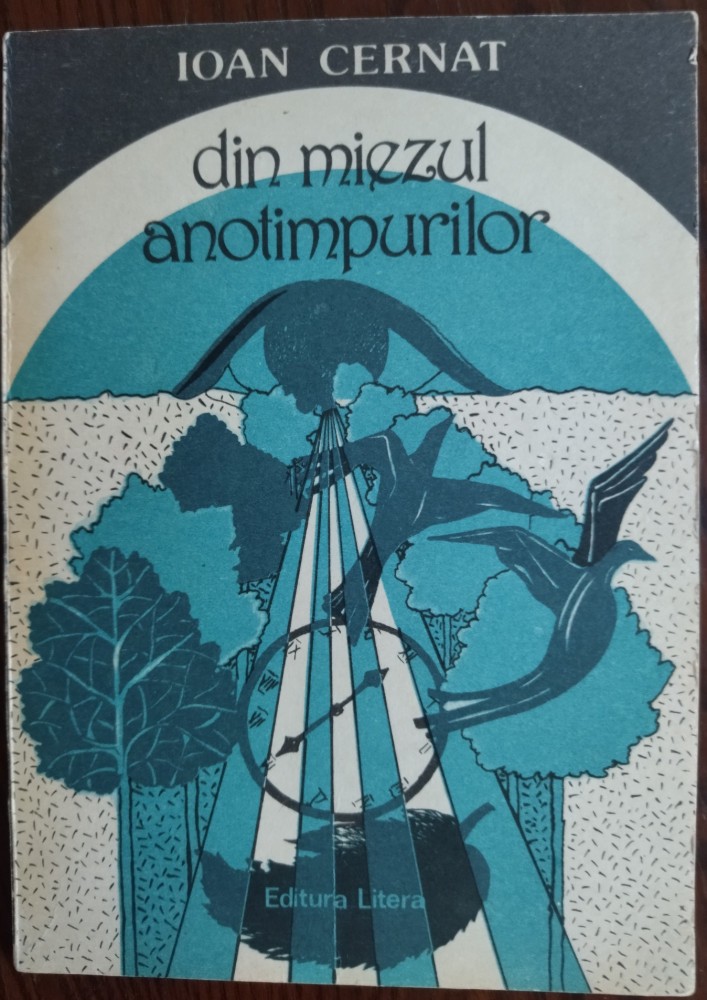 IOAN CERNAT
din miezul
anotimpurilor
Editura Litera